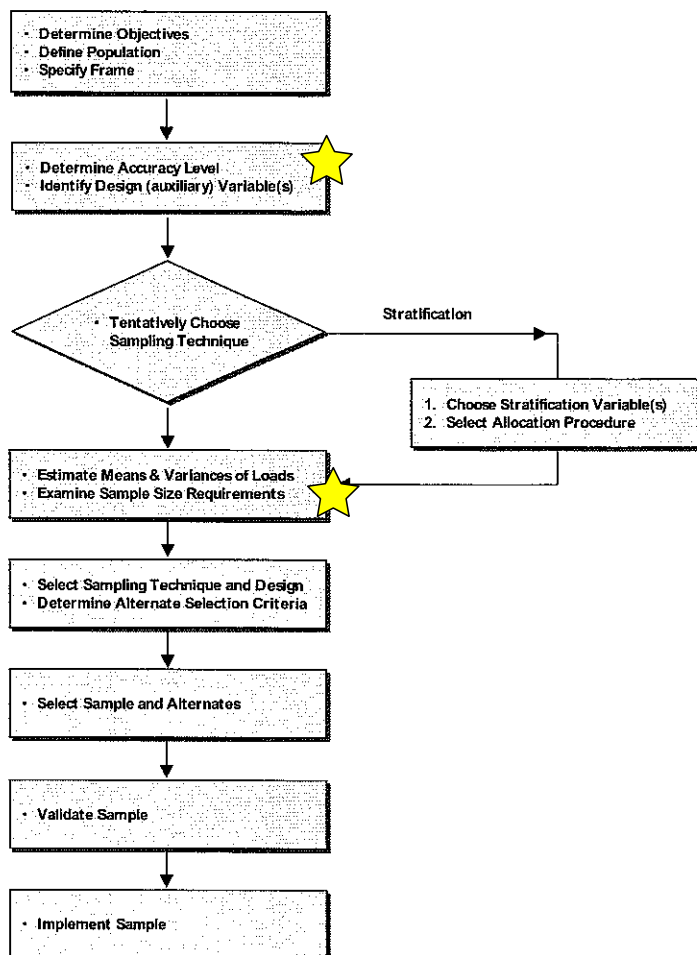 • Determine Objectives
• Define Population
• Specify Frame
• Determine Accuracy Level
• Identify Design (auxiliary) Variable(s)
• Tentatively Choose
Sampling Technique
Stratification
1. Choose Stratification Variable(s)
2. Select Allocation Procedure
• Estimate Means & Variances of Loads
• Examine Sample Size Requirements
• Select Sampling Technique and Design
• Determine Alternate Selection Criteria
• Select Sample and Alternates
• Validate Sample
• Implement Sample